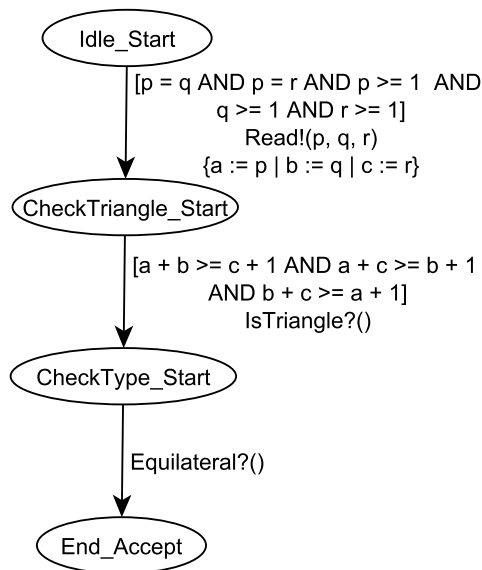 Idle_Start
[p = q AND p = r AND p >= 1 AND
q >= 1 AND r >= 1]
Read!(p, q, r)
{a := p | b := q | c := r}
CheckTriangle_Start
[a + b >= c + 1 AND a + c >= b + 1
AND b + c >= a + 1]
IsTriangle?()
CheckType_Start
Equilateral?()
End_Accept